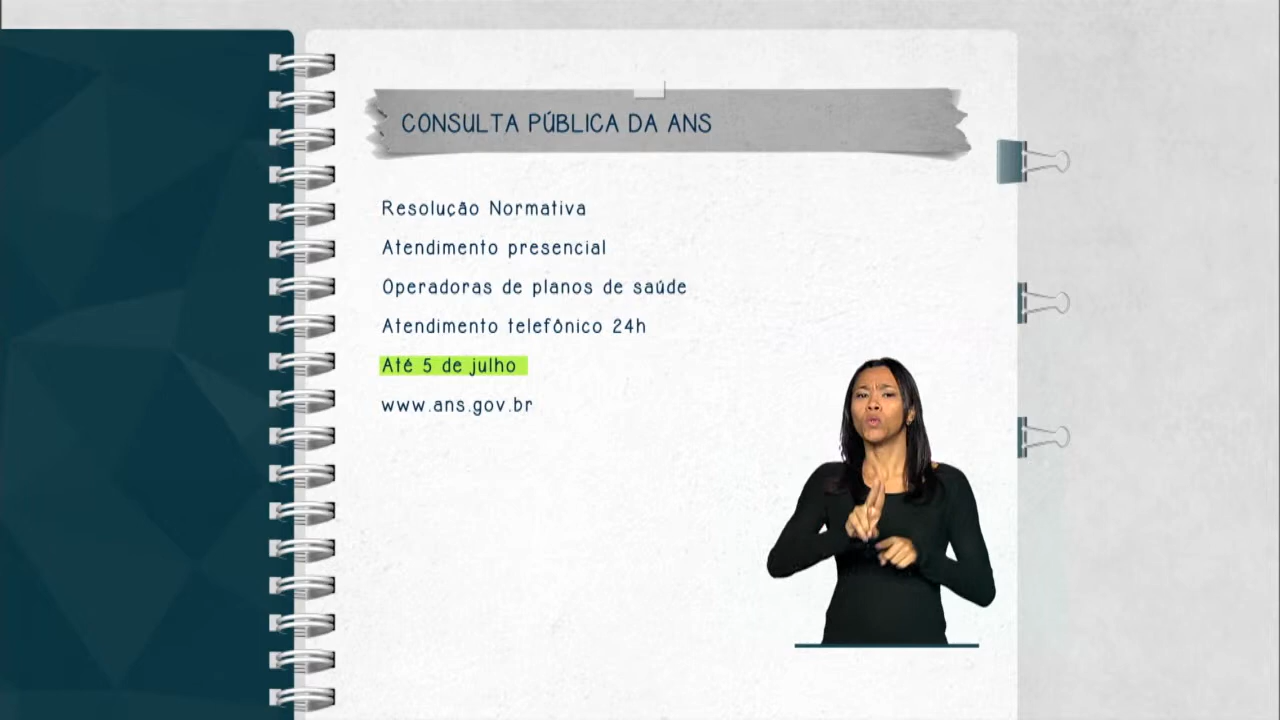 CONSULTA PÚBLICA DA ANS
Resolução Normativa
Atendimento presencial
Operadoras de planos de saúde
Atendimento telefônico 24h
Até 5 de julho
www.ans.gov.br